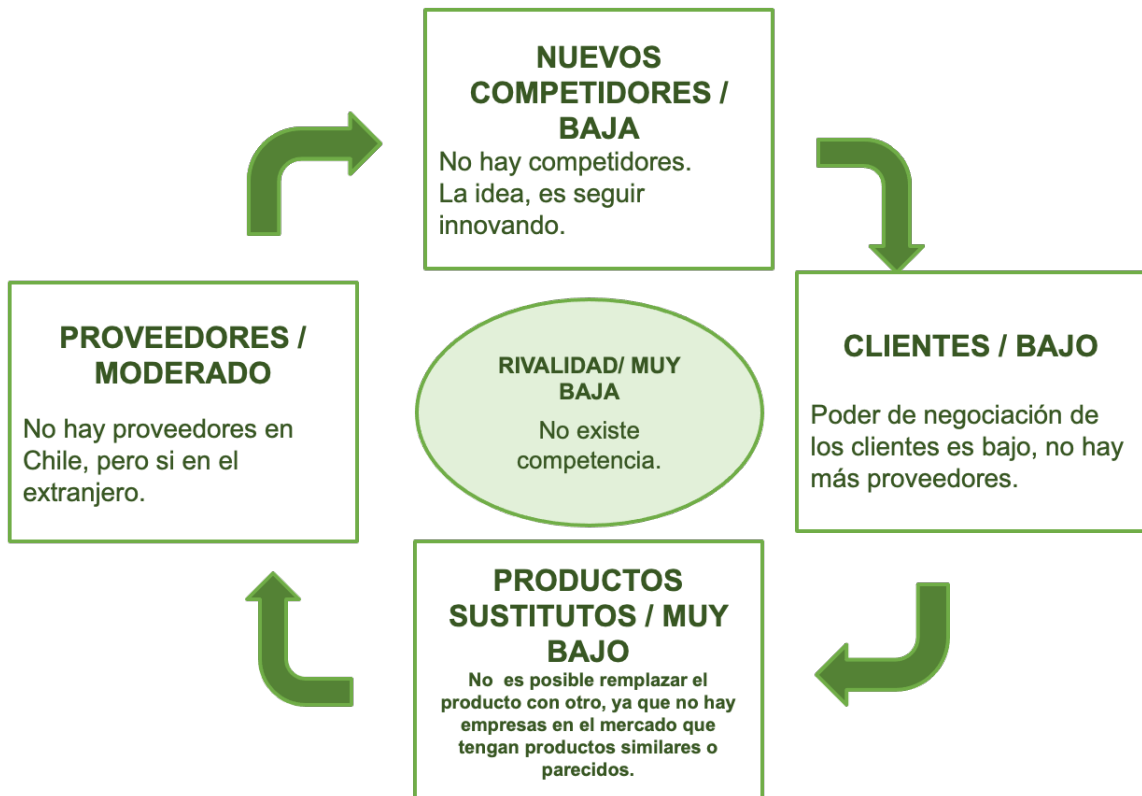 NUEVOS
COMPETIDORES /
BAJA
No hay competidores.
La idea, es seguir
innovando.
PROVEEDORES /
MODERADO
No hay proveedores en
Chile, pero si en el
extranjero.
RIVALIDAD/ MUY
BAJA
No existe
competencia.
CLIENTES / BAJO
Poder de negociación de
los clientes es bajo, no hay
más proveedores.
PRODUCTOS
SUSTITUTOS / MUY
BAJO
No es posible remplazar el
producto con otro, ya que no hay
empresas en el mercado que
tengan productos similares o
parecidos.